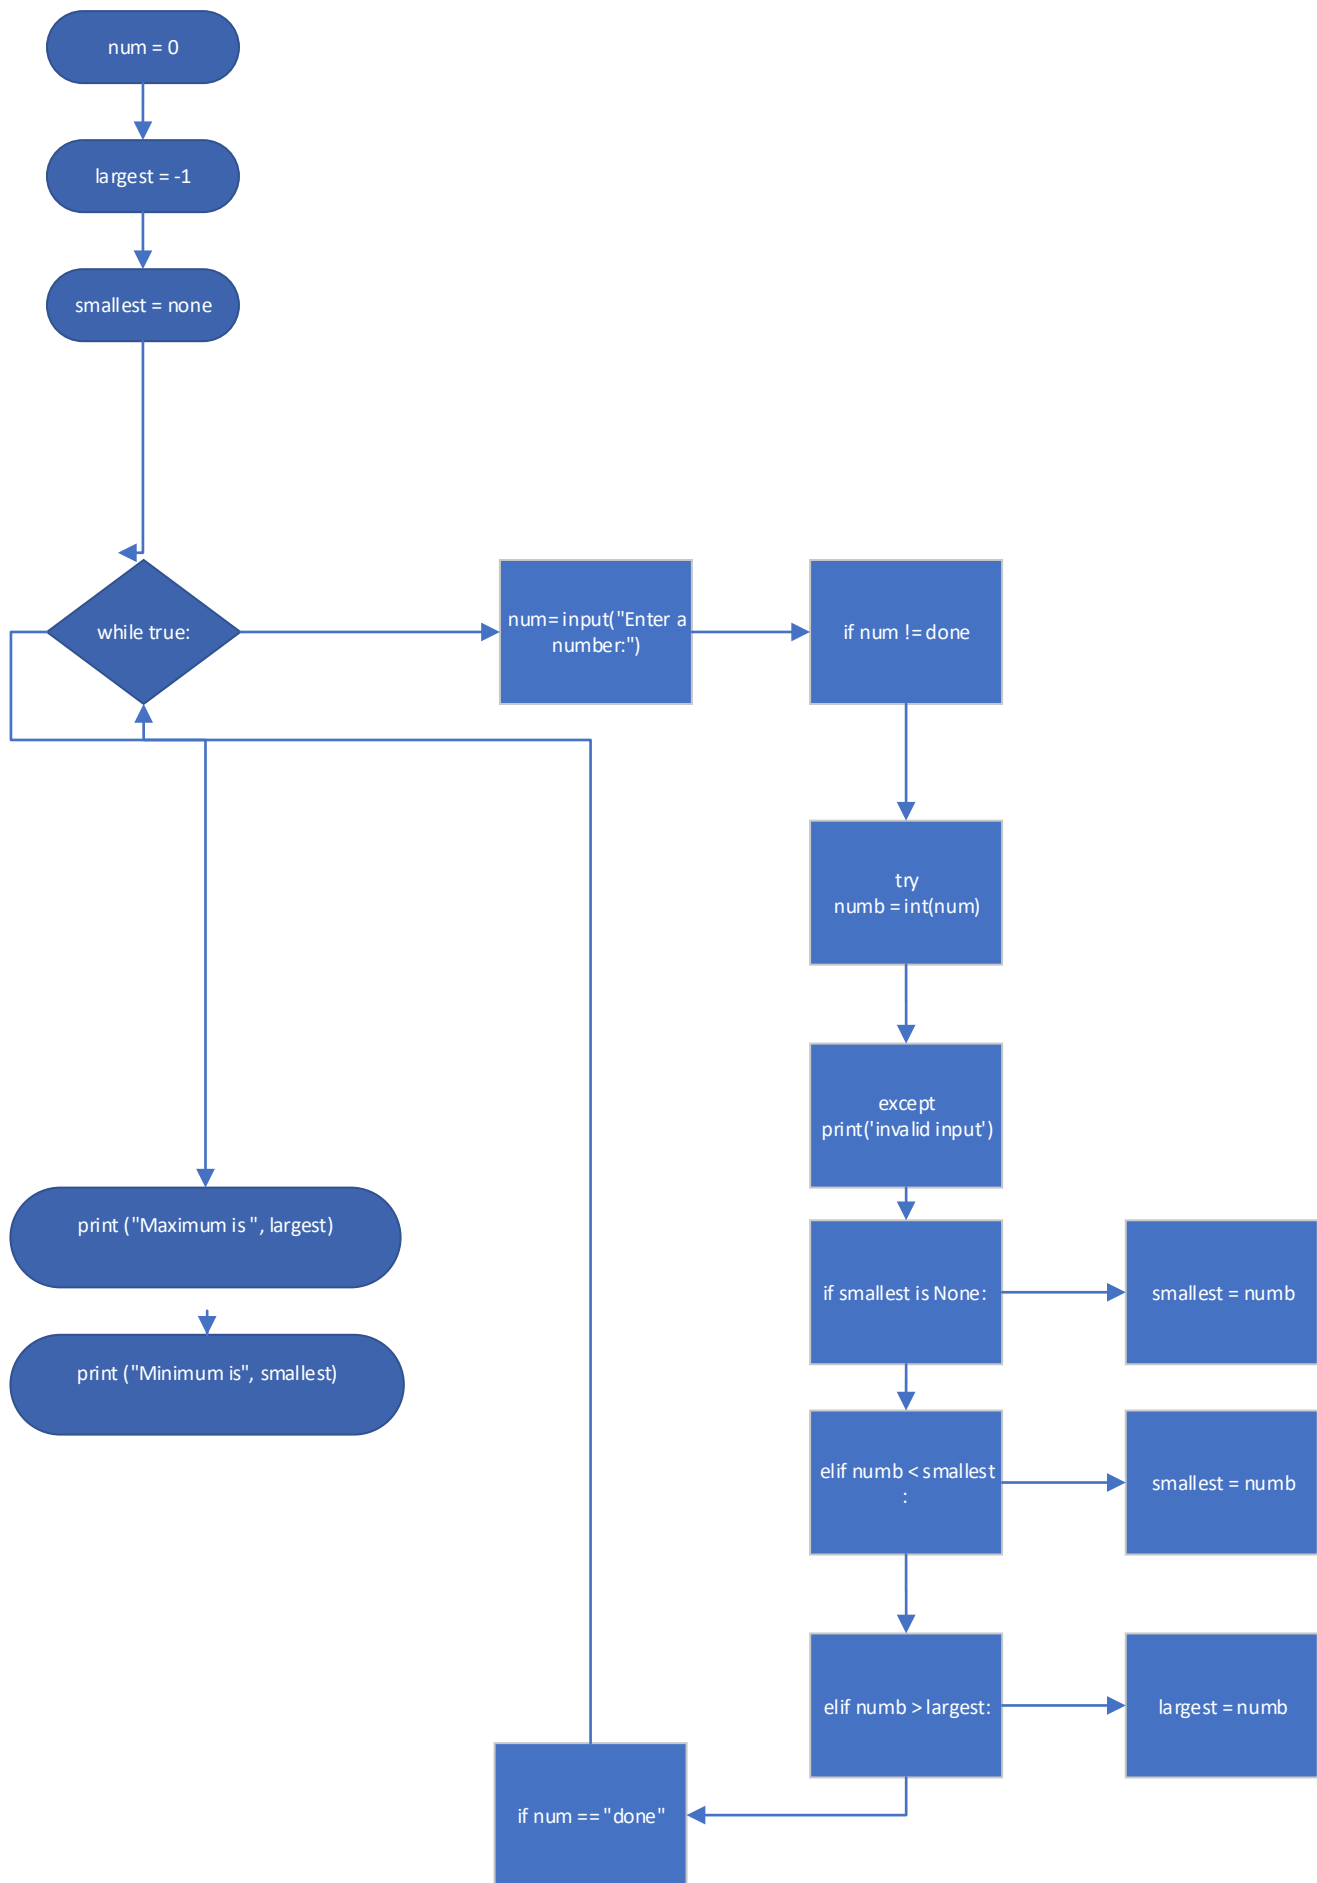 num = 0
largest = -1
smallest = none
while true:
num= input("Enter a
number:")
if num != done
try
numb = int(num)
except
print('invalid input')
if smallest is None:
smallest = numb
elif numb < smallest
:
smallest = numb
elif numb > largest:
largest = numb
if num == "done"
print ("Maximum is ", largest)
print ("Minimum is", smallest)